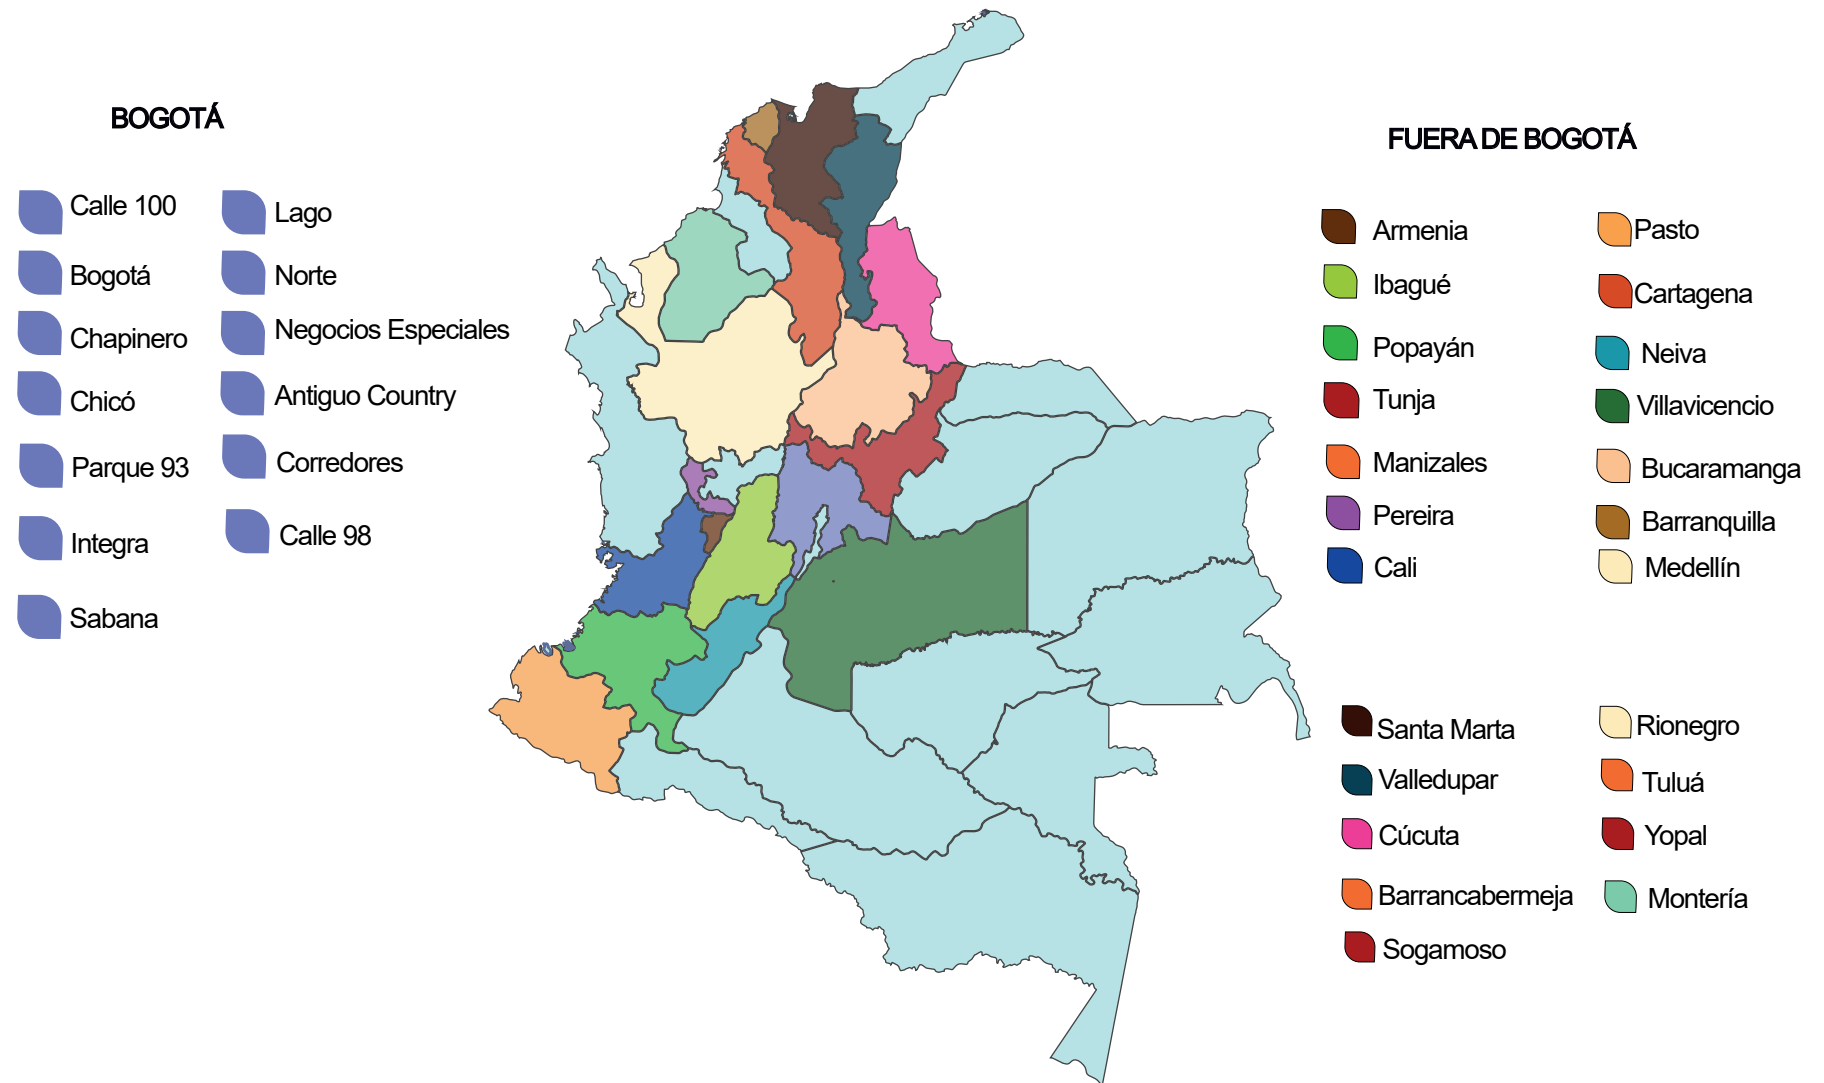 BOGOTÁ
Calle 100
Bogotá
Chapinero
Chicó
Parque 93
Integra
Sabana
Lago
Norte
Negocios Especiales
Antiguo Country
Corredores
Calle 98
FUERA DE BOGOTÁ
Armenia
Ibagué
Popayán
Tunja
Manizales
Pereira
Cali
Pasto
Cartagena
Neiva
Villavicencio
Bucaramanga
Barranquilla
Medellín
Santa Marta
Valledupar
Cúcuta
Barrancabermeja
Sogamoso
Rionegro
Tuluá
Yopal
Montería